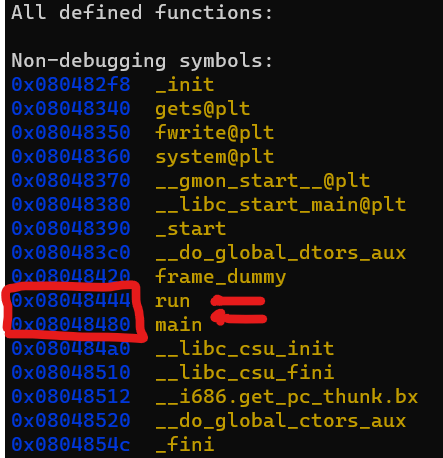 All defined functions:
Non-debugging symbols:
0x080482f8 _init
0x08048340 gets@plt
0x08048350 fwrite@plt
0x08048360 system@plt
0x08048370 __gmon_start__@plt
0x08048380 __libc_start_main@plt
0x08048390 _start
0x080483c0 __do_global_dtors_aux
0x08048420 frame_dummy
0x08048444 run
0x08048480 main
0x080484a0 __libc_csu_init
0x08048510 __libc_csu_fini
0x08048512 __i686.get_pc_thunk.bx
0x08048520 __do_global_ctors_aux
0x0804854c _fini